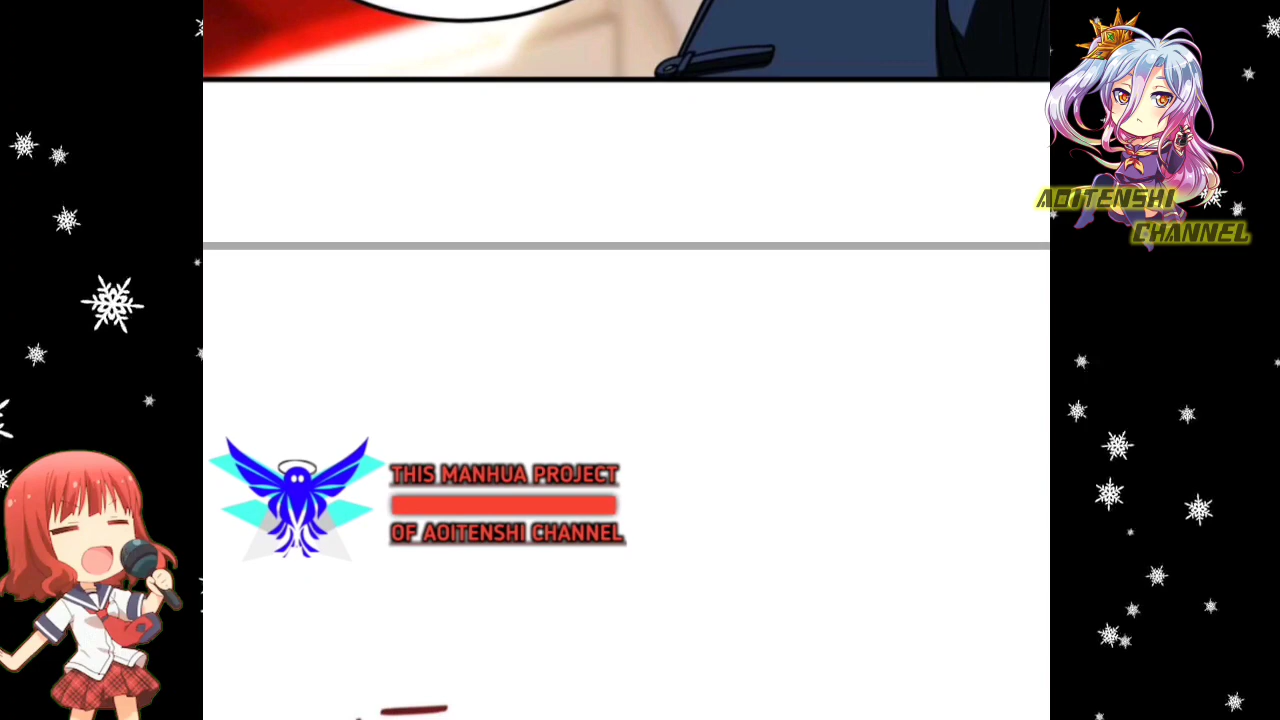 AOITENSHI
CHANNEL
THIS MANHUA PROJECT
OF AOITENSHI CHANNEL